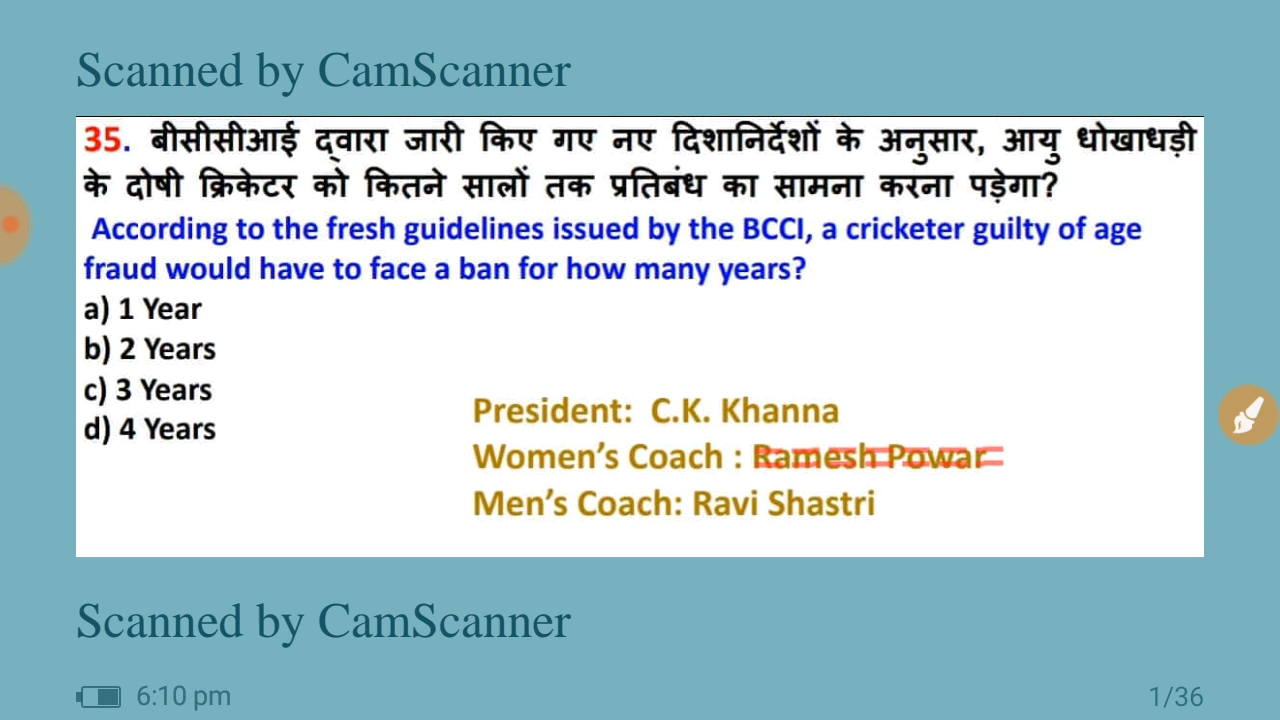 Scanned by CamScanner
35. बीसीसीआई द्वारा जारी किए गए नए दिशानिर्देशों के अनुसार, आयु धोखाधड़ी
के दोषी क्रिकेटर को कितने सालों तक प्रतिबंध का सामना करना पड़ेगा?
According to the fresh guidelines issued by the BCCI, a cricketer guilty of age
fraud would have to face a ban for how many years?
a) 1 Year
b) 2 Years
c) 3 Years
d) 4 Years
President: C.K. Khanna
Women's Coach : Ramesh Powar
Men's Coach: Ravi Shastri
Scanned by CamScanner
6:10 pm
1/36